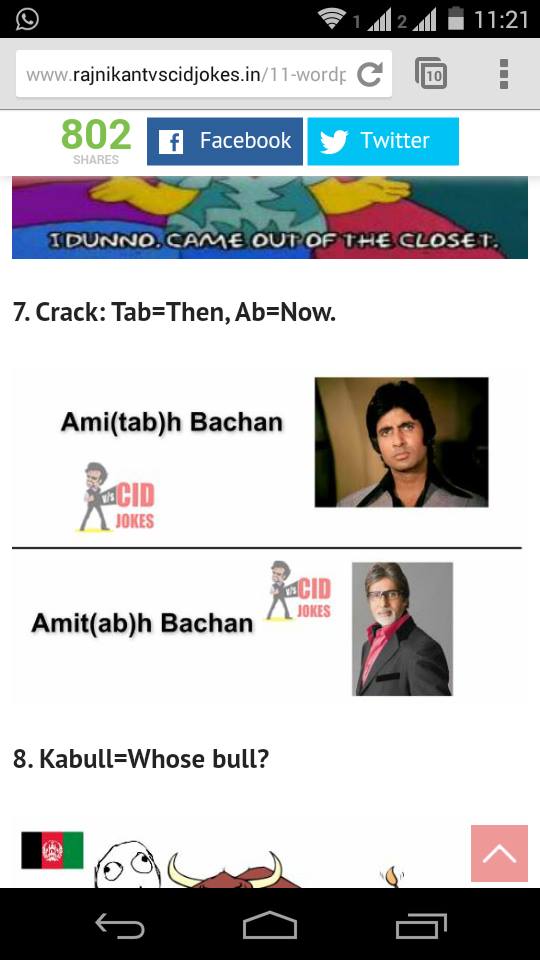 1 2 11:21
www.rajnikantvscidjokes.in/11-wordp
10
802
SHARES
Facebook
Twitter
I DUNNO. CAME OUT OF THE CLOSET.
7. Crack: Tab=Then, Ab=Now.
Ami(tab)h Bachan
V/S CID
JOKES
Amit(ab)h Bachan
V/S CID
JOKES
8. Kabull=Whose bull?